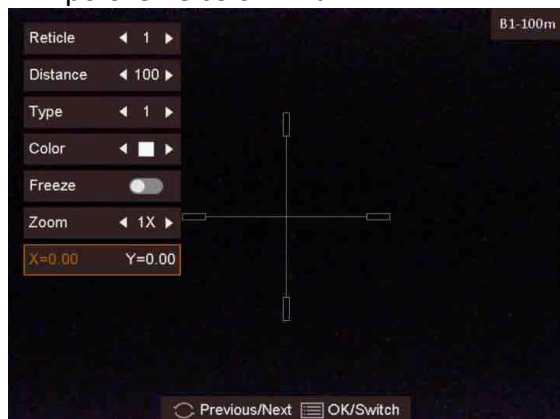 B1-100m
Reticle 1
Distance 100
Type 1
Color
Freeze
Zoom 1X
X=0.00 Y=0.00
Previous/Next OK/Switch